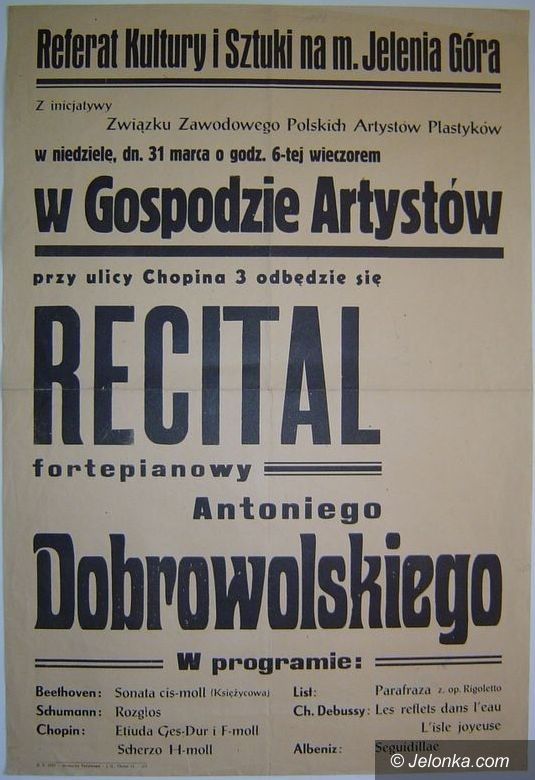 Referat Kultury i Sztuki na m. Jelenia Góra
Z inicjatywy
Związku Zawodowego Polskich Artystów Plastyków
w niedzielę, dn. 31 marca o godz. 6-tej wieczorem
w Gospodzie Artystów
przy ulicy Chopina 3 odbędzie się
RECITAL
fortepianowy
Antoniego
Dobrowolskiego
W programie:
Beethoven: Sonata cis-moll (Księżycowa)
Schumann: Rozglos
Chopin: Etiuda Ges-Dur i F-moll
Scherzo H-moll
List: Parafraza z. op. Rigoletto
Ch. Debussy: Les reflets dans l'eau
L'isle joyeuse
Albeniz: Seguidillae
© Jelonka.com